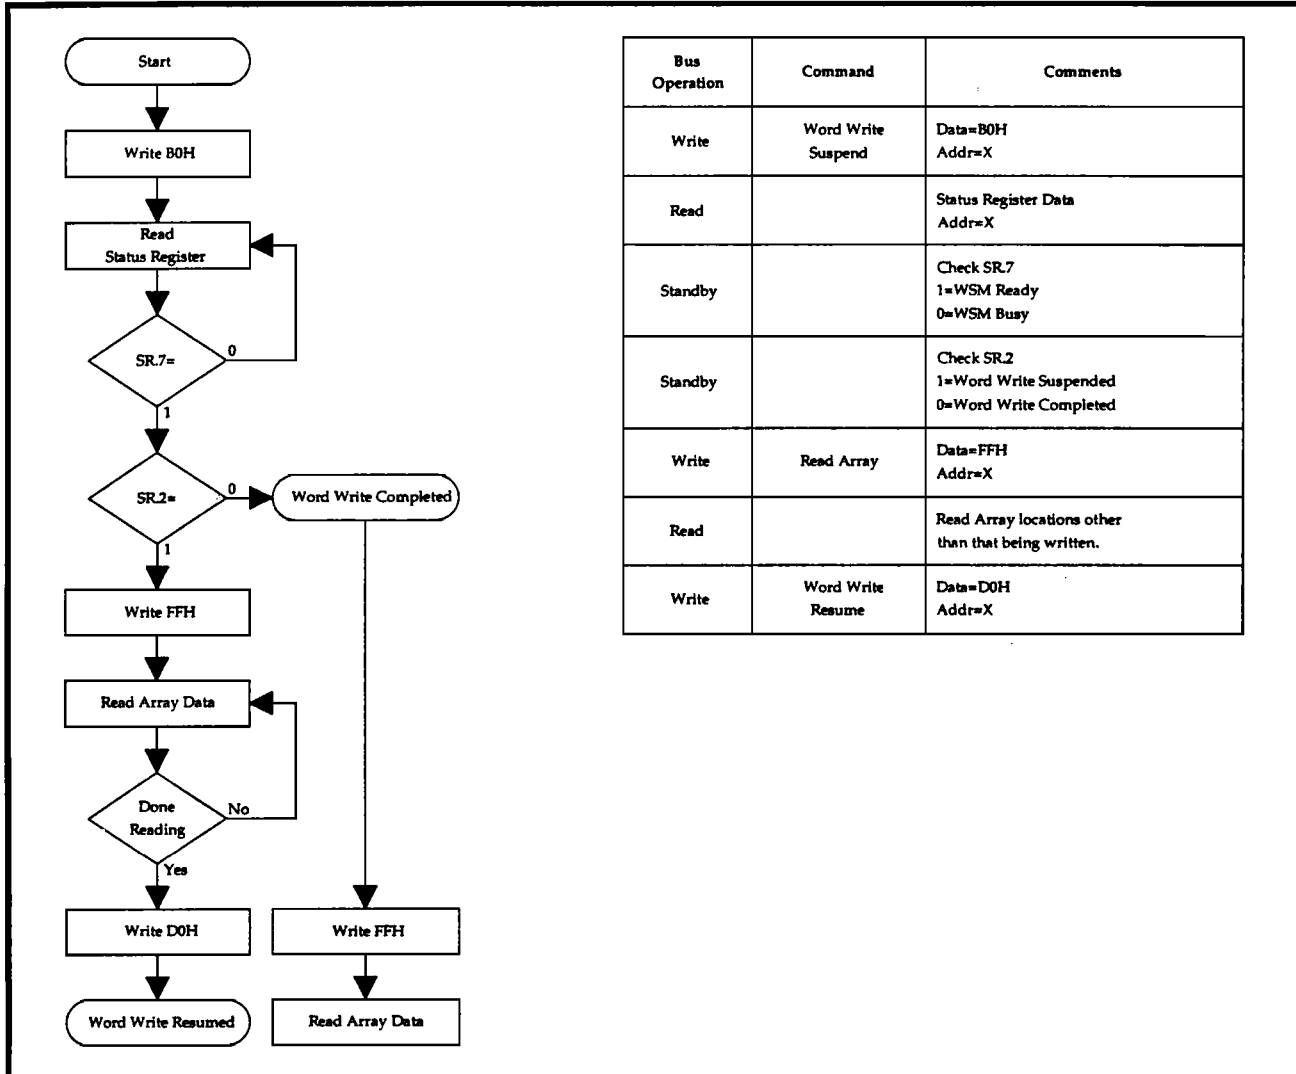 Start
Write B0H
Read
Status Register
SR.7=
0
1
SR.2=
0
Word Write Completed
1
Write FFH
Read Array Data
Done
Reading
No
Yes
Write D0H
Write FFH
Word Write Resumed
Read Array Data
Bus
Operation
Command
Comments
Write
Word Write
Suspend
Data=B0H
Addr=X
Read
Status Register Data
Addr=X
Standby
Check SR.7
1=WSM Ready
0=WSM Busy
Standby
Check SR.2
1=Word Write Suspended
0=Word Write Completed
Write
Read Array
Data=FFH
Addr=X
Read
Read Array locations other
than that being written.
Write
Word Write
Resume
Data=D0H
Addr=X